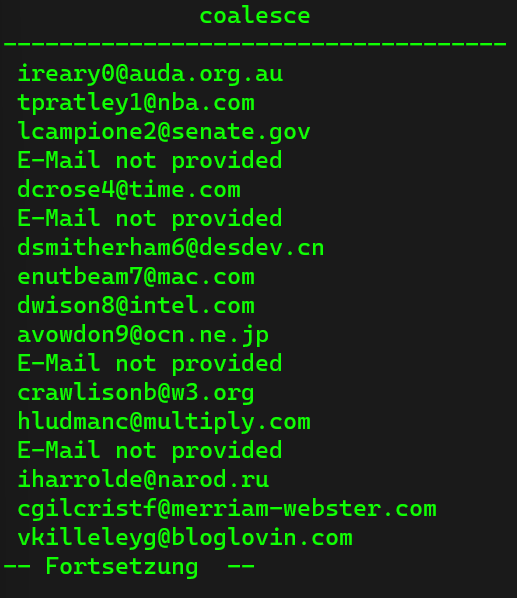 coalesce
------------------------------------
ireary0@auda.org.au
tpratley1@nba.com
lcampione2@senate.gov
E-Mail not provided
dcrose4@time.com
E-Mail not provided
dsmitherham6@desdev.cn
enutbeam7@mac.com
dwison8@intel.com
avowdon9@ocn.ne.jp
E-Mail not provided
crawlisonb@w3.org
hludmanc@multiply.com
E-Mail not provided
iharrolde@narod.ru
cgilcristf@merriam-webster.com
vkilleleyg@bloglovin.com
-- Fortsetzung  --